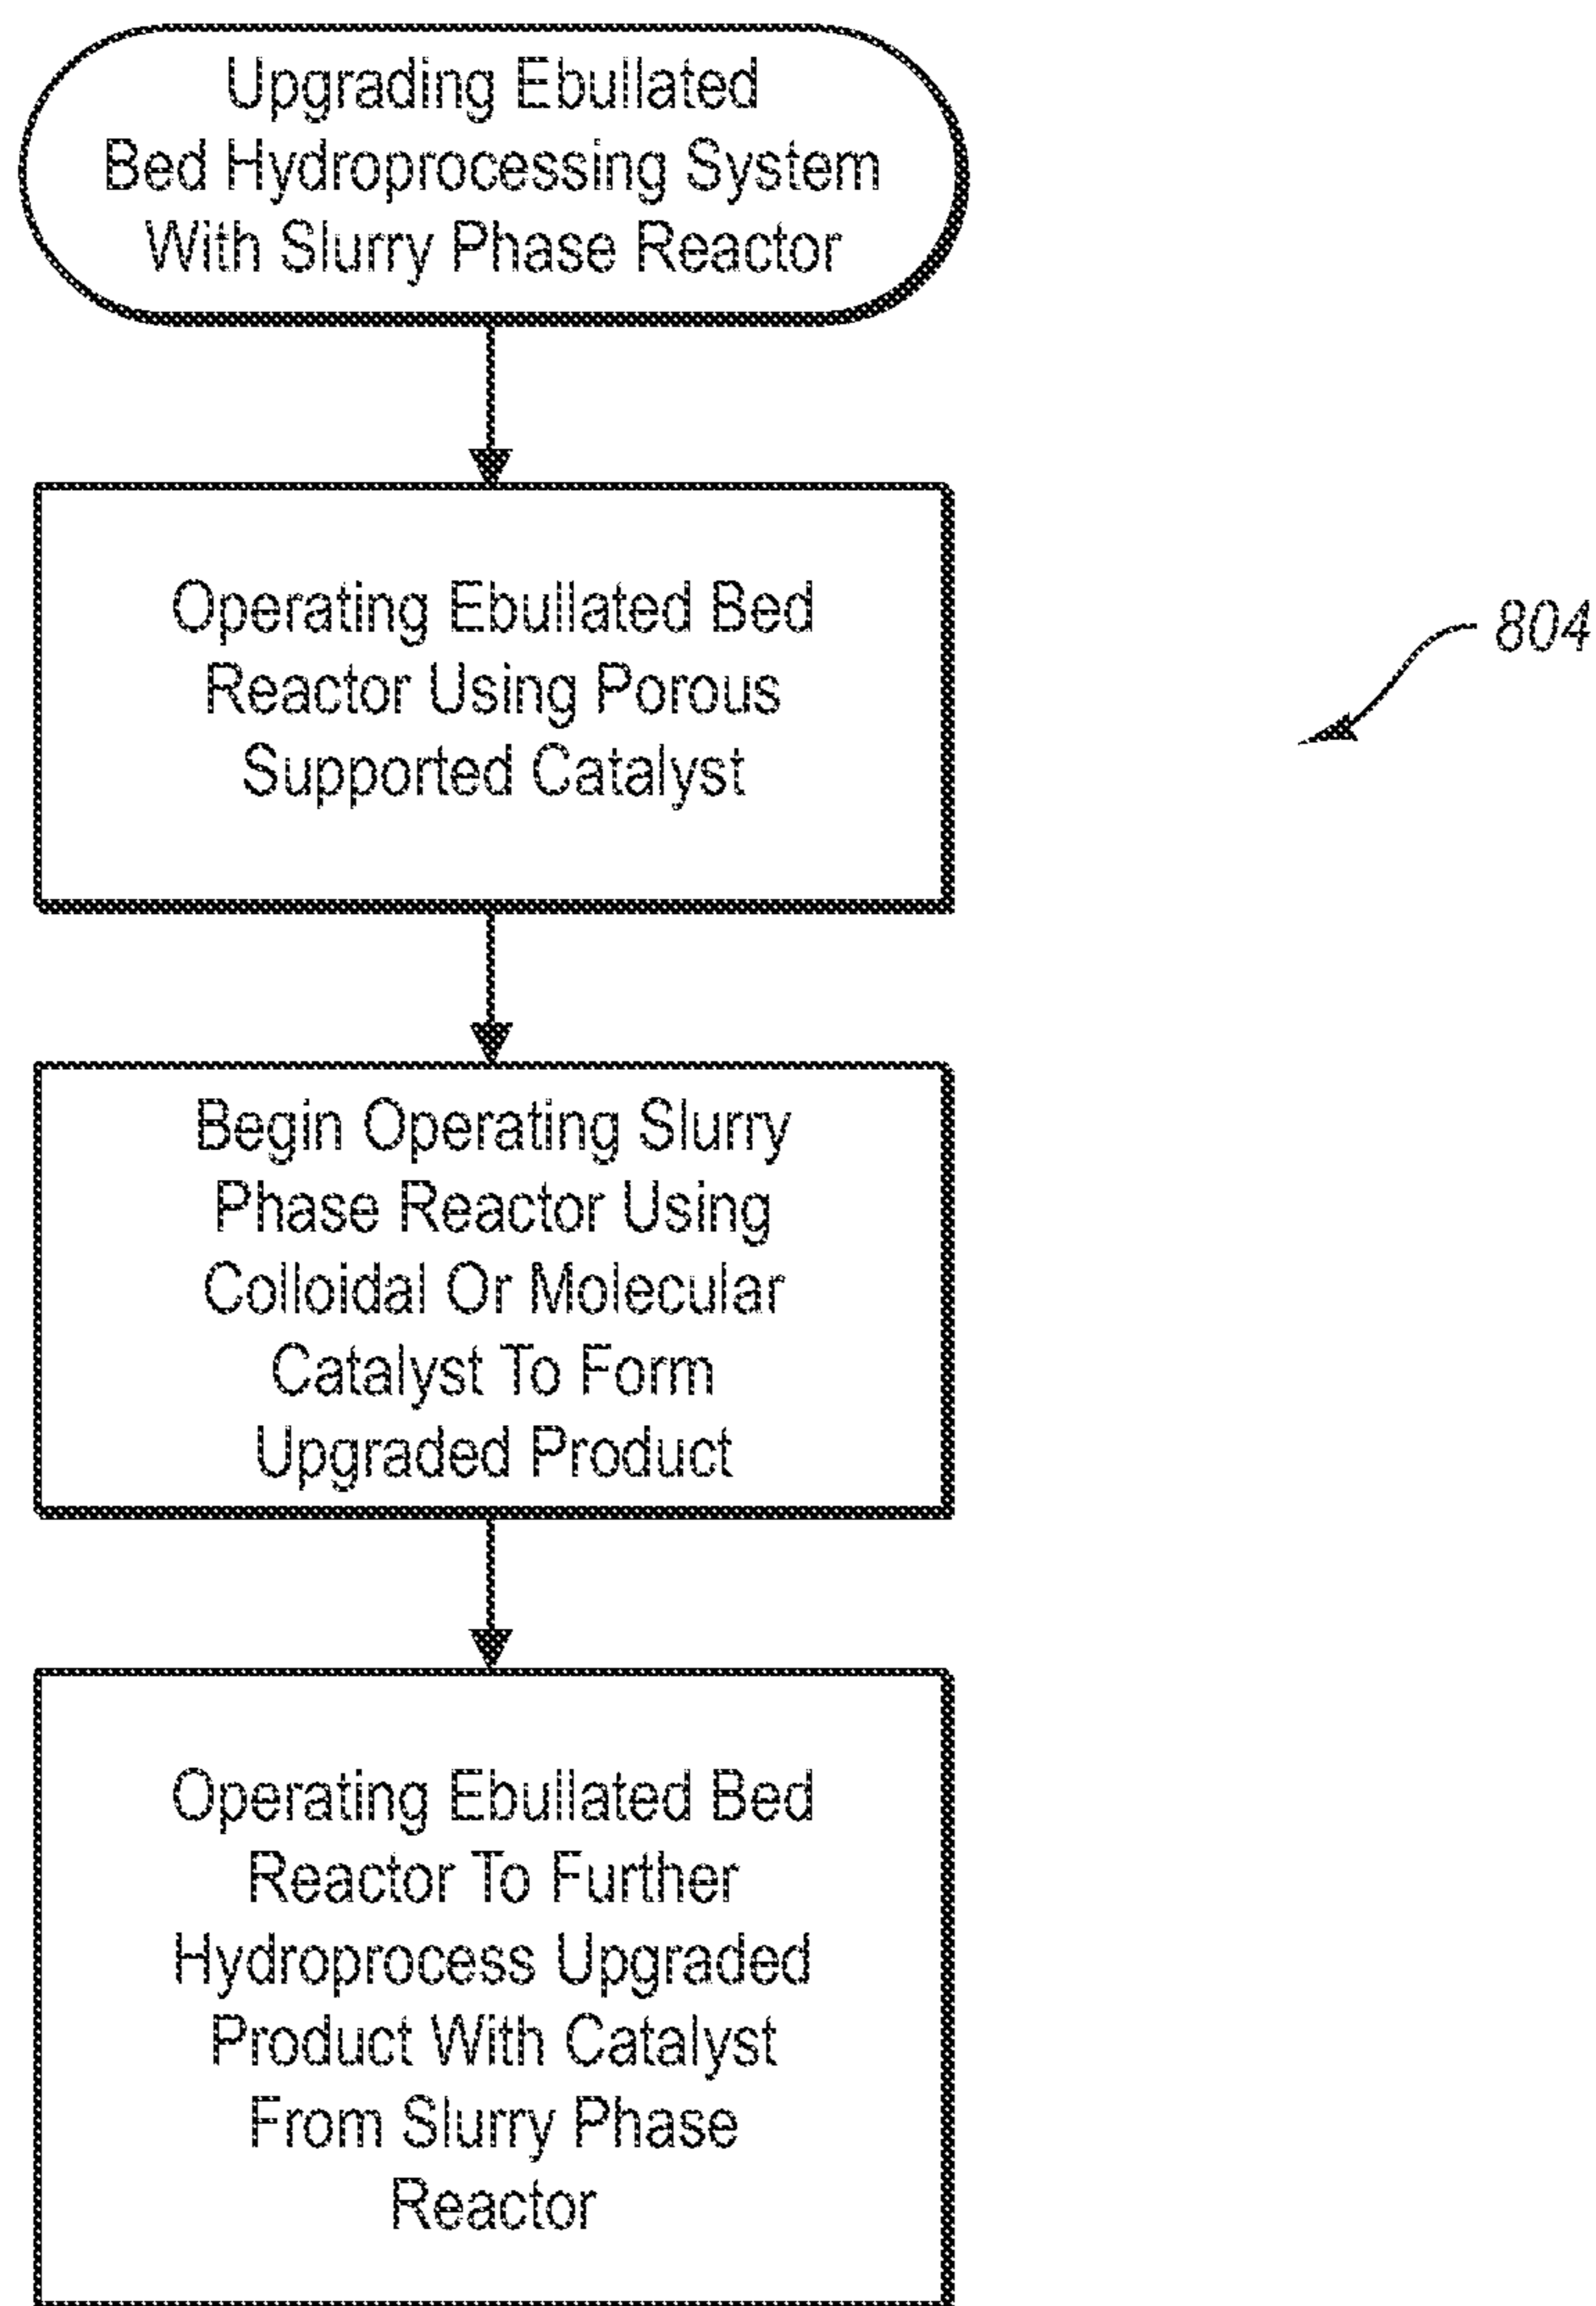 Upgrading Ebullated
Bed Hydroprocessing System
With Slurry Phase Reactor
Operating Ebullated Bed
Reactor Using Porous
Supported Catalyst
804
Begin Operating Slurry
Phase Reactor Using
Colloidal Or Molecular
Catalyst To Form
Upgraded Product
Operating Ebullated Bed
Reactor To Further
Hydroprocess Upgraded
Product With Catalyst
From Slurry Phase
Reactor